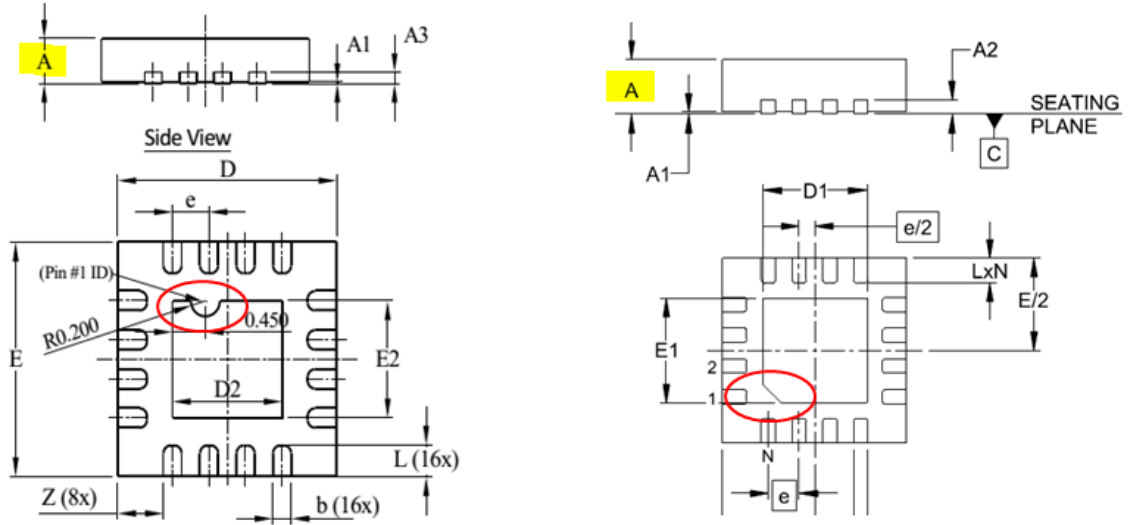 A
A1
A3
Side View
D
e
(Pin #1 ID)
R0.200
0.450
E
E2
D2
L (16x)
Z (8x)
b (16x)
A
A2
SEATING
PLANE
C
A1
D1
e/2
LxN
E/2
E1
2
1
N
e